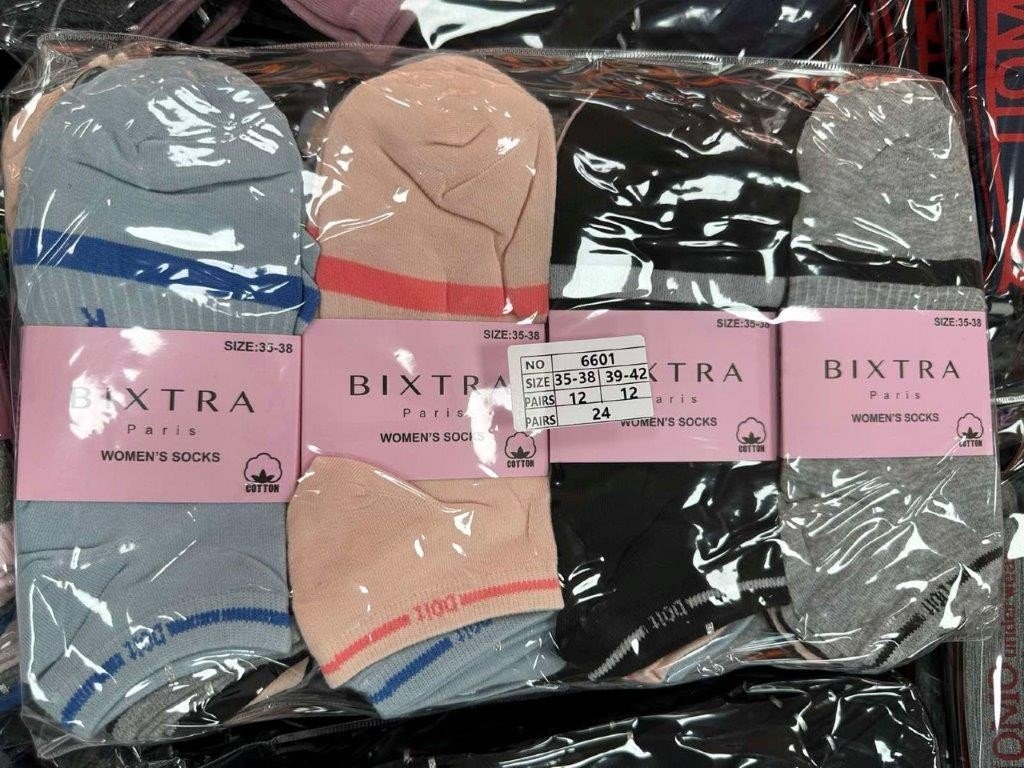 SIZE:35-38
BIXTRA
Paris
WOMEN'S SOCKS
COTTON
SIZE:35-38
BIXTRA
Paris
WOMEN'S SOCKS
COTTON
NO 6601
SIZE 35-38 39-42
PAIRS 12 12
PAIRS 24
SIZE:35-38
XTRA
aris
WOMEN'S SOCKS
COTTON
SIZE:35-38
BIXTRA
Paris
WOMEN'S SOCKS
COTTON